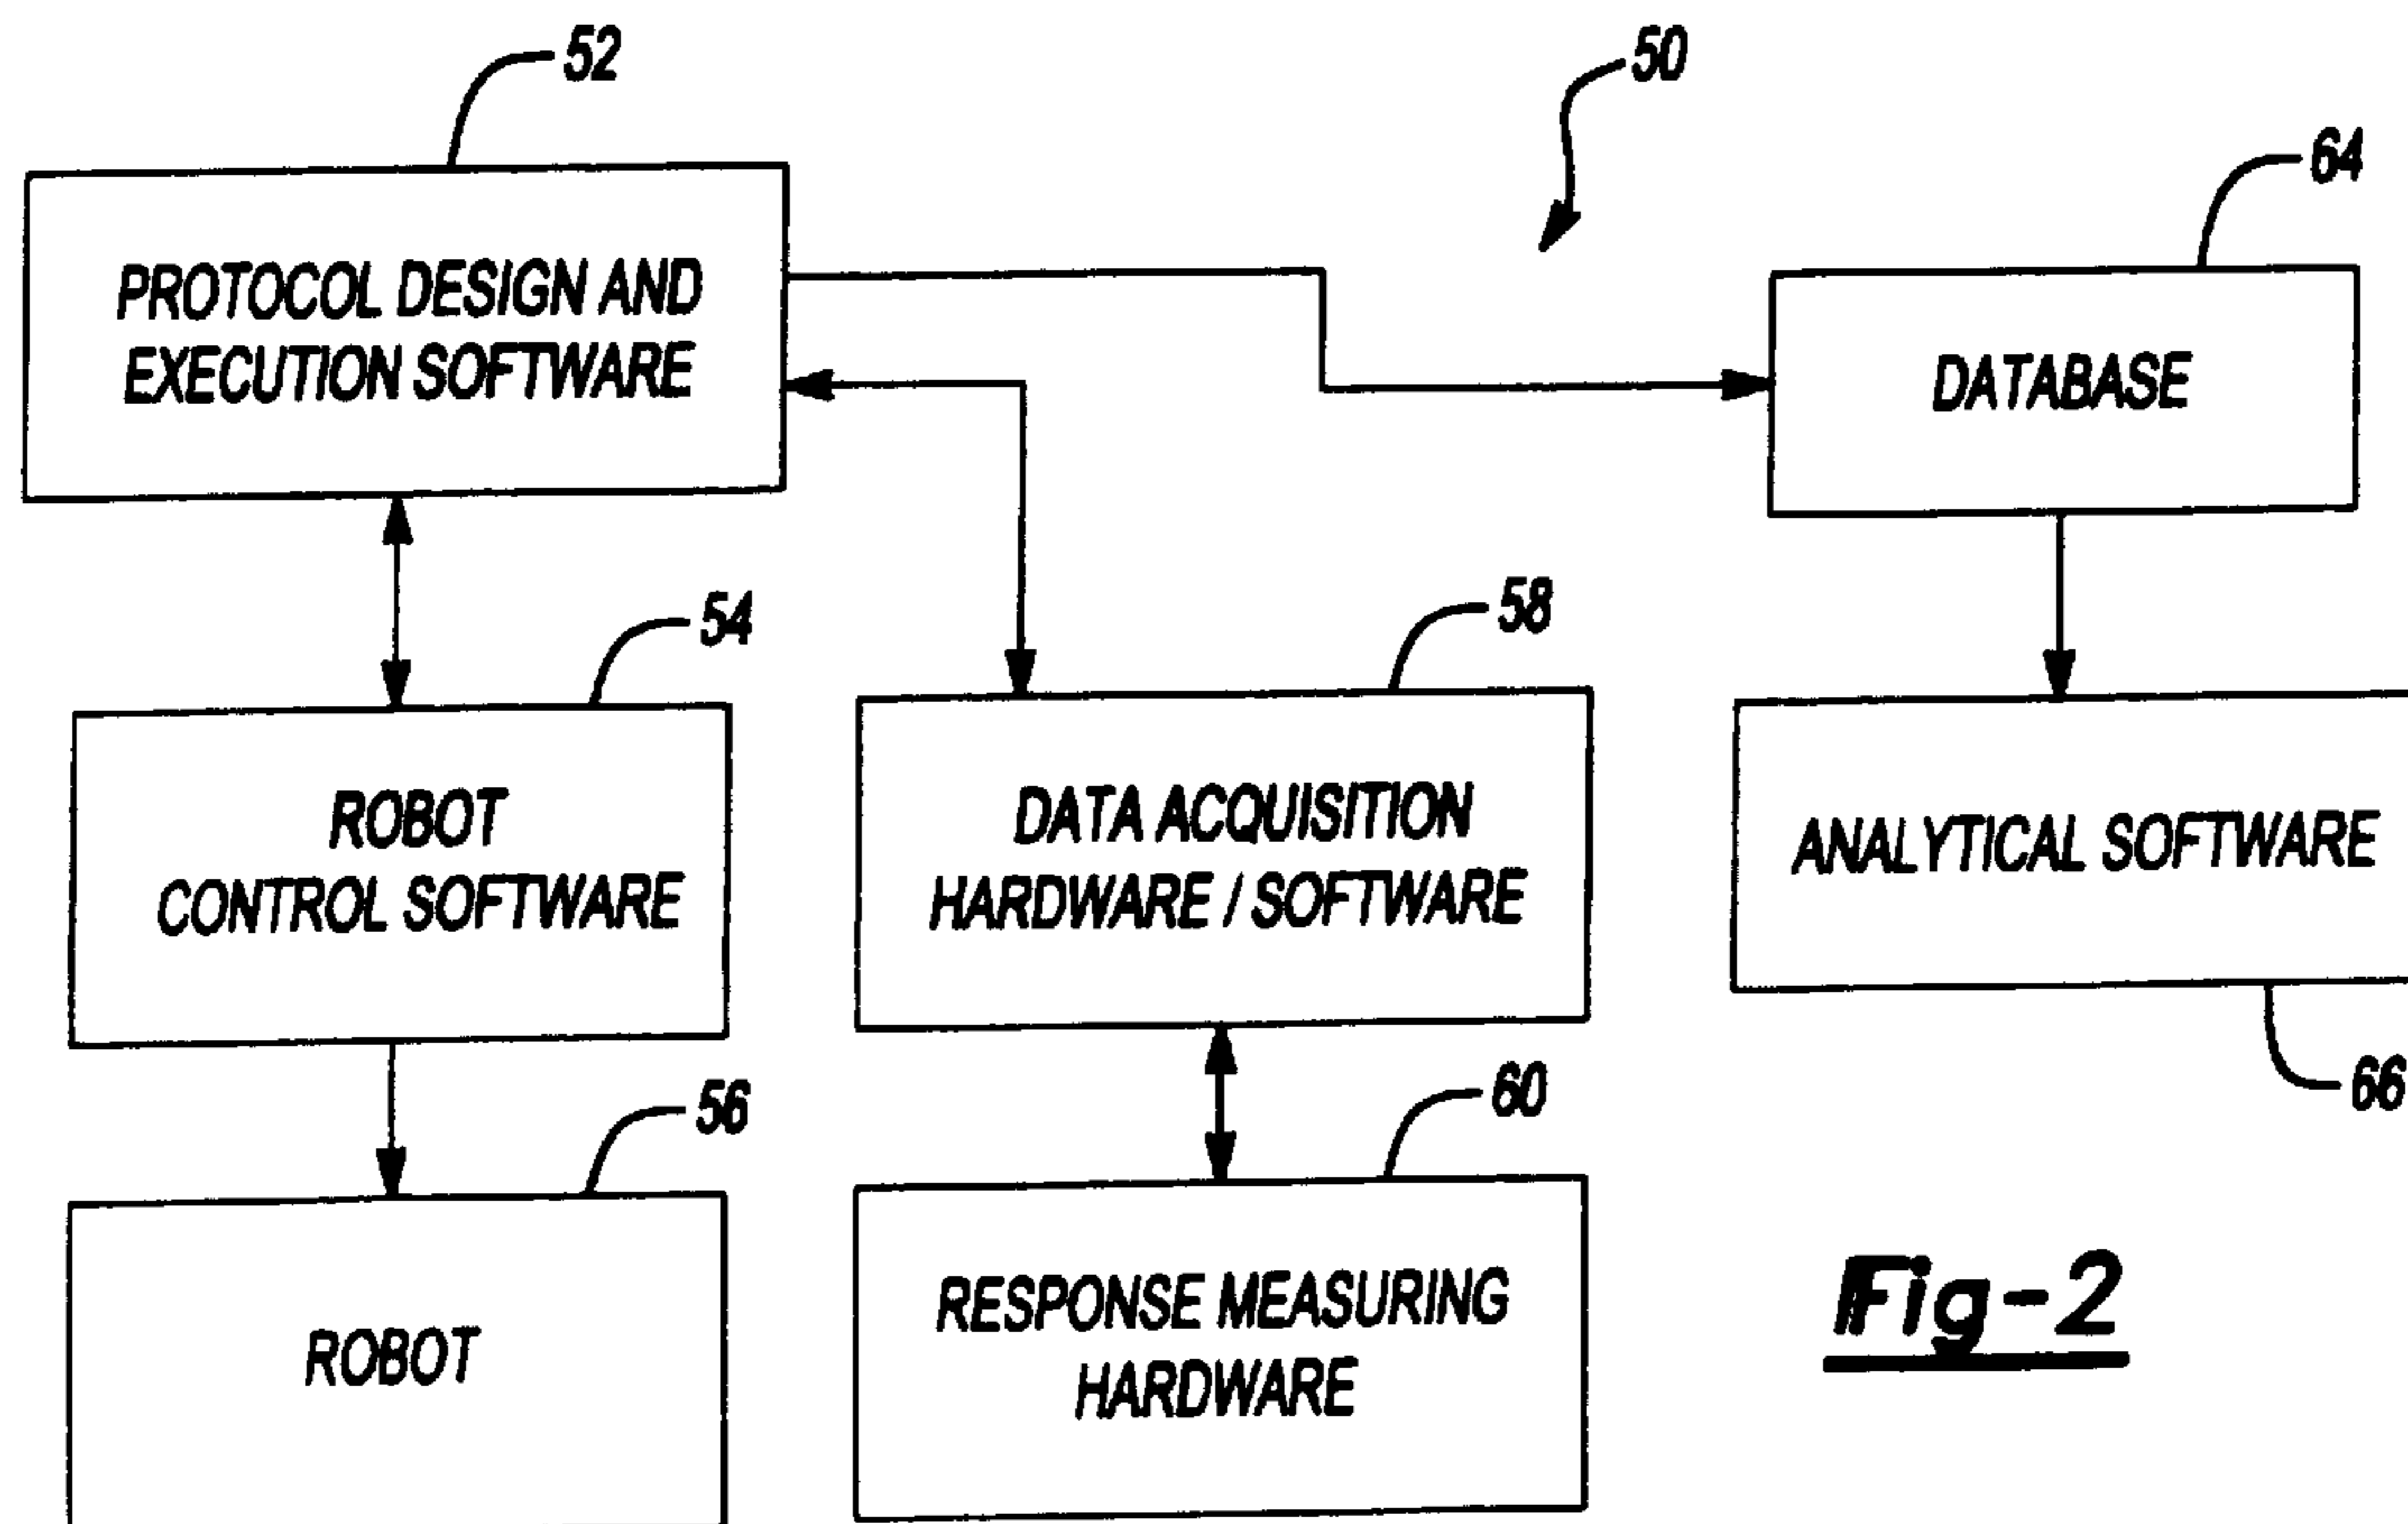 52
50
64
PROTOCOL DESIGN AND
EXECUTION SOFTWARE
DATABASE
54
58
ROBOT
CONTROL SOFTWARE
DATA ACQUISITION
HARDWARE / SOFTWARE
ANALYTICAL SOFTWARE
56
60
66
ROBOT
RESPONSE MEASURING
HARDWARE
Fig-2